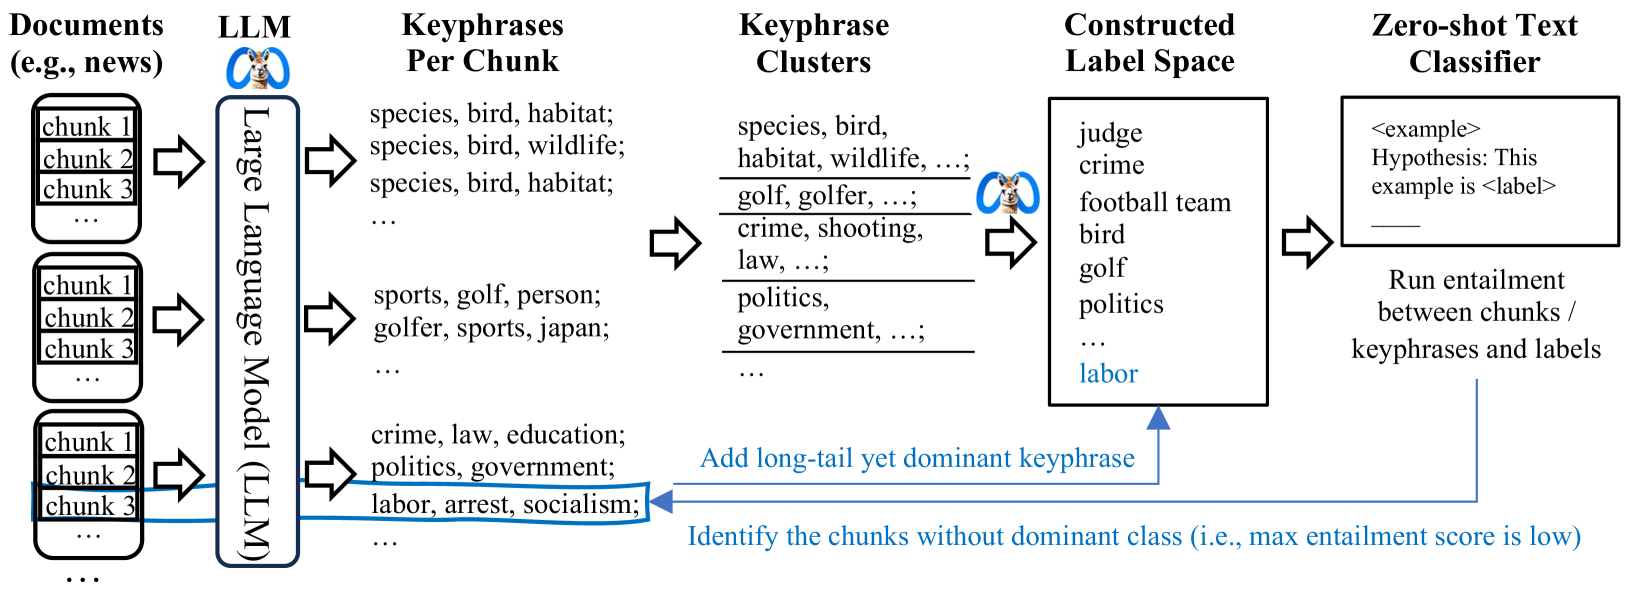 Documents
(e.g., news)
LLM
Keyphrases
Per Chunk
Keyphrase
Clusters
Constructed
Label Space
Zero-shot Text
Classifier
chunk 1
chunk 2
chunk 3
...
chunk 1
chunk 2
chunk 3
...
chunk 1
chunk 2
chunk 3
...
...
Large Language Model (LLM)
species, bird, habitat;
species, bird, wildlife;
species, bird, habitat;
...
sports, golf, person;
golfer, sports, japan;
...
crime, law, education;
politics, government;
labor, arrest, socialism;
...
species, bird,
habitat, wildlife, ...;
golf, golfer, ...;
crime, shooting,
law, ...;
politics,
government, ...;
...
judge
crime
football team
bird
golf
politics
...
labor
<example>
Hypothesis: This
example is <label>
____
Run entailment
between chunks /
keyphrases and labels
Add long-tail yet dominant keyphrase
Identify the chunks without dominant class (i.e., max entailment score is low)